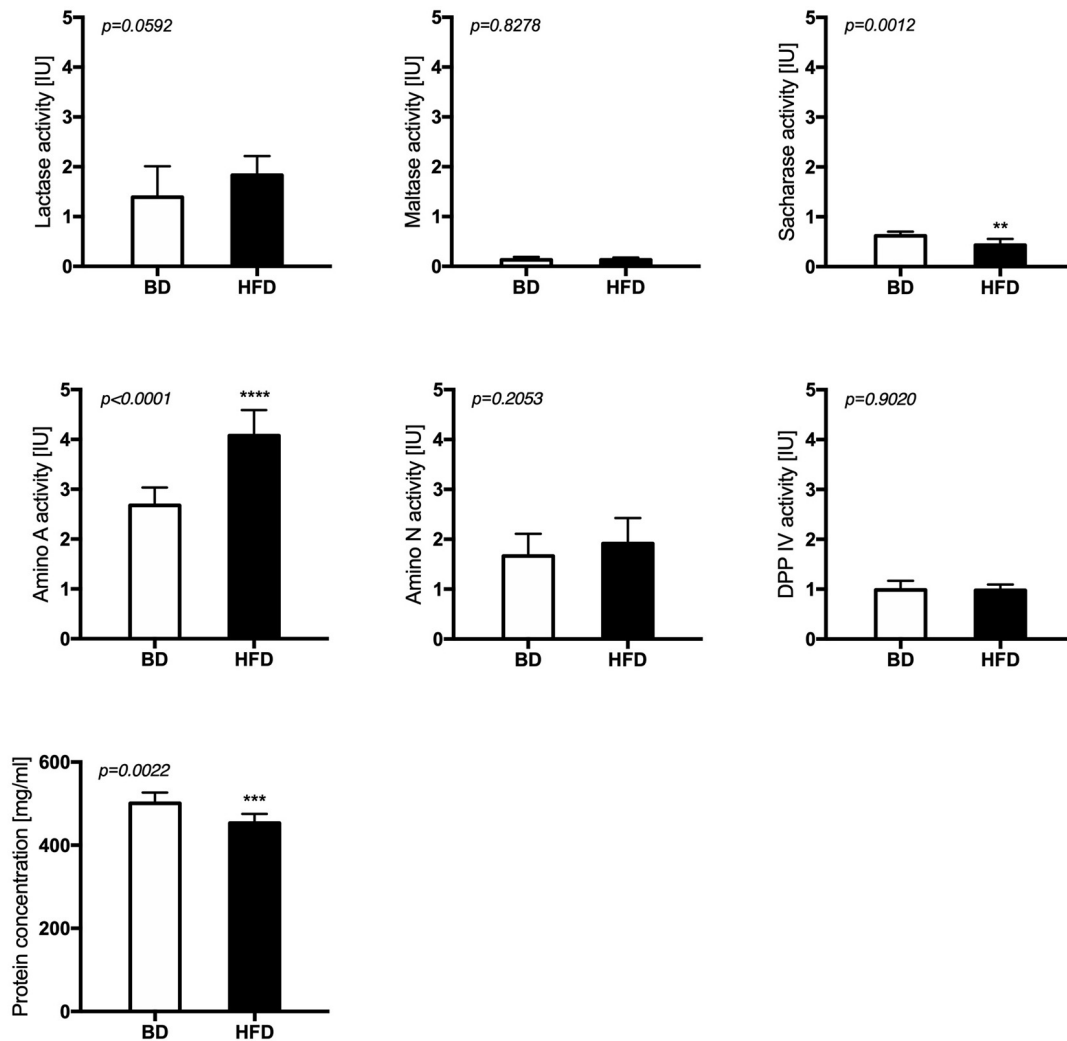 p=0.0592
Lactase activity [IU]
5
4
3
2
1
0
BD HFD
p=0.8278
Maltase activity [IU]
5
4
3
2
1
0
BD HFD
p=0.0012
Sacharase activity [IU]
5
4
3
2
1
0
**
BD HFD
p<0.0001
Amino A activity [IU]
5
4
3
2
1
0
****
BD HFD
p=0.2053
Amino N activity [IU]
5
4
3
2
1
0
BD HFD
p=0.9020
DPP IV activity [IU]
5
4
3
2
1
0
BD HFD
p=0.0022
Protein concentration [mg/ml]
600
400
200
0
***
BD HFD